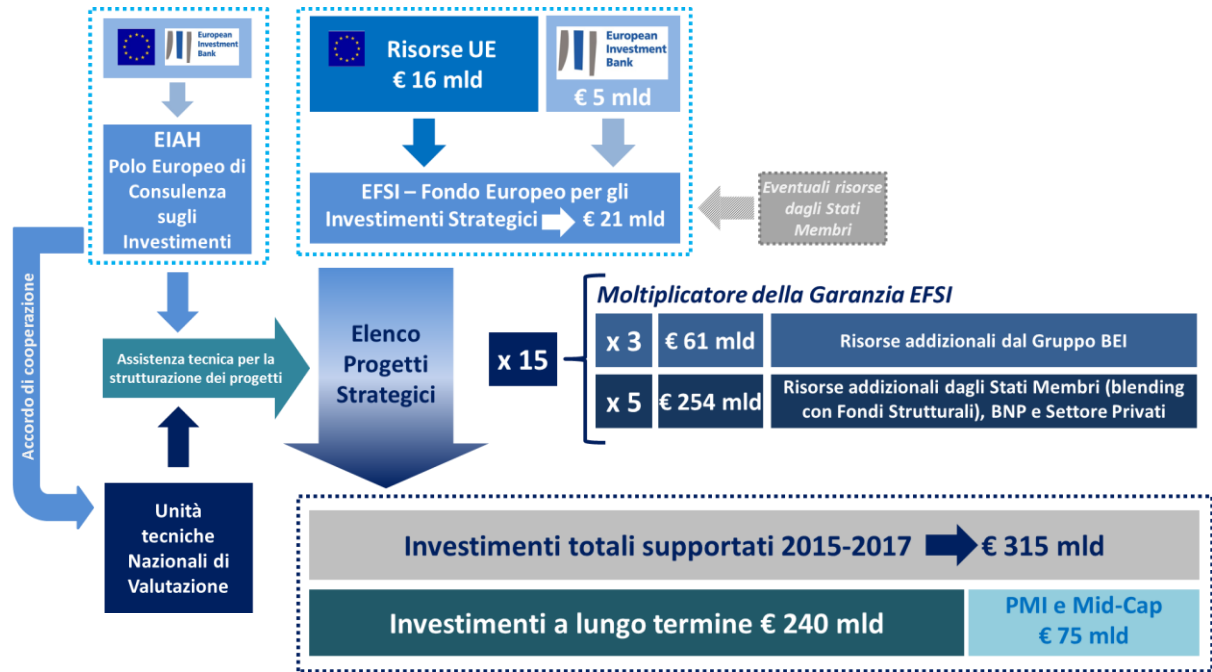 European
Investment
Bank
EIAH
Polo Europeo di
Consulenza
sugli
Investimenti
Risorse UE
€ 16 mld
European
Investment
Bank
€ 5 mld
EFSI – Fondo Europeo per gli
Investimenti Strategici € 21 mld
Eventuali risorse
dagli Stati
Membri
Accordo di cooperazione
Assistenza tecnica per la
strutturazione dei progetti
Unità
tecniche
Nazionali di
Valutazione
Elenco
Progetti
Strategici
x 15
Moltiplicatore della Garanzia EFSI
x 3 € 61 mld Risorse addizionali dal Gruppo BEI
x 5 € 254 mld Risorse addizionali dagli Stati Membri (blending
con Fondi Strutturali), BNP e Settore Privati
Investimenti totali supportati 2015-2017 € 315 mld
Investimenti a lungo termine € 240 mld
PMI e Mid-Cap
€ 75 mld